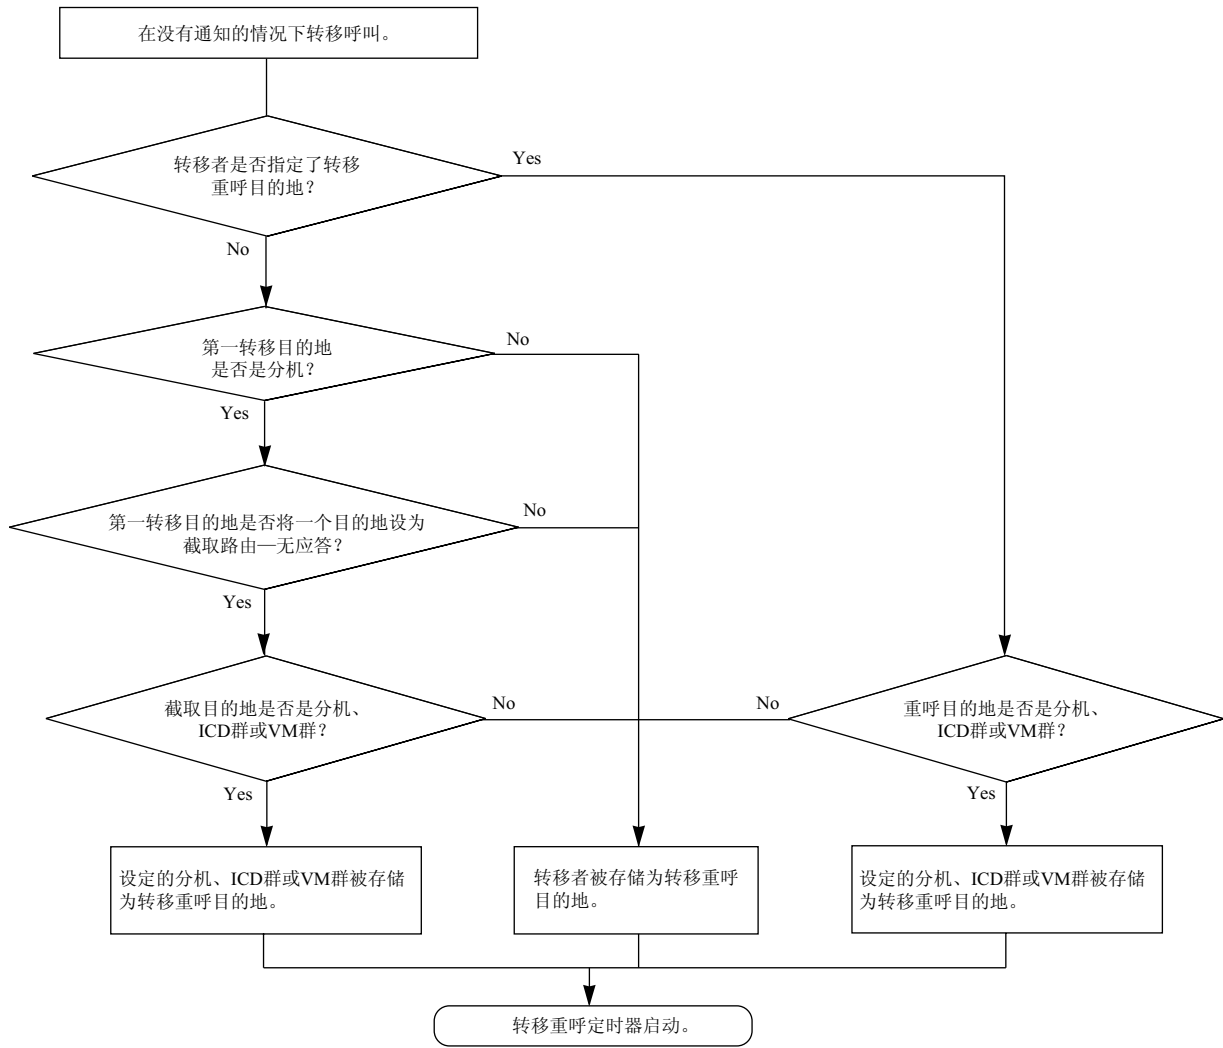 在没有通知的情况下转移呼叫。
转移者是否指定了转移
重呼目的地？
Yes
No
第一转移目的地
是否是分机？
No
Yes
第一转移目的地是否将一个目的地设为
截取路由—无应答？
No
Yes
截取目的地是否是分机、
ICD群或VM群？
No
No
重呼目的地是否是分机、
ICD群或VM群？
Yes
Yes
设定的分机、ICD群或VM群被存储
为转移重呼目的地。
转移者被存储为转移重呼
目的地。
设定的分机、ICD群或VM群被存储
为转移重呼目的地。
转移重呼定时器启动。